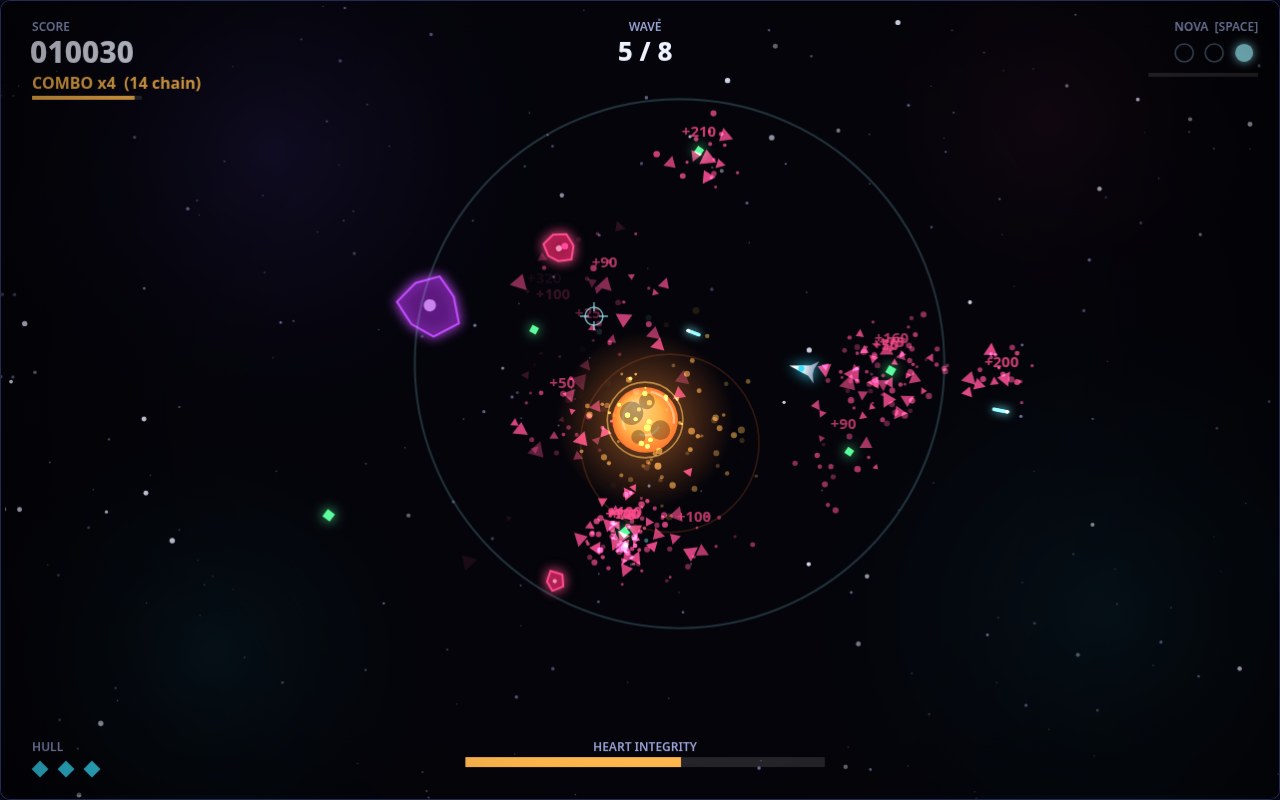 SCORE
010030
COMBO x4 (14 chain)
WAVE
5 / 8
NOVA [SPACE]
+210
+90
+100
+50
+200
+90
+100
HULL
HEART INTEGRITY